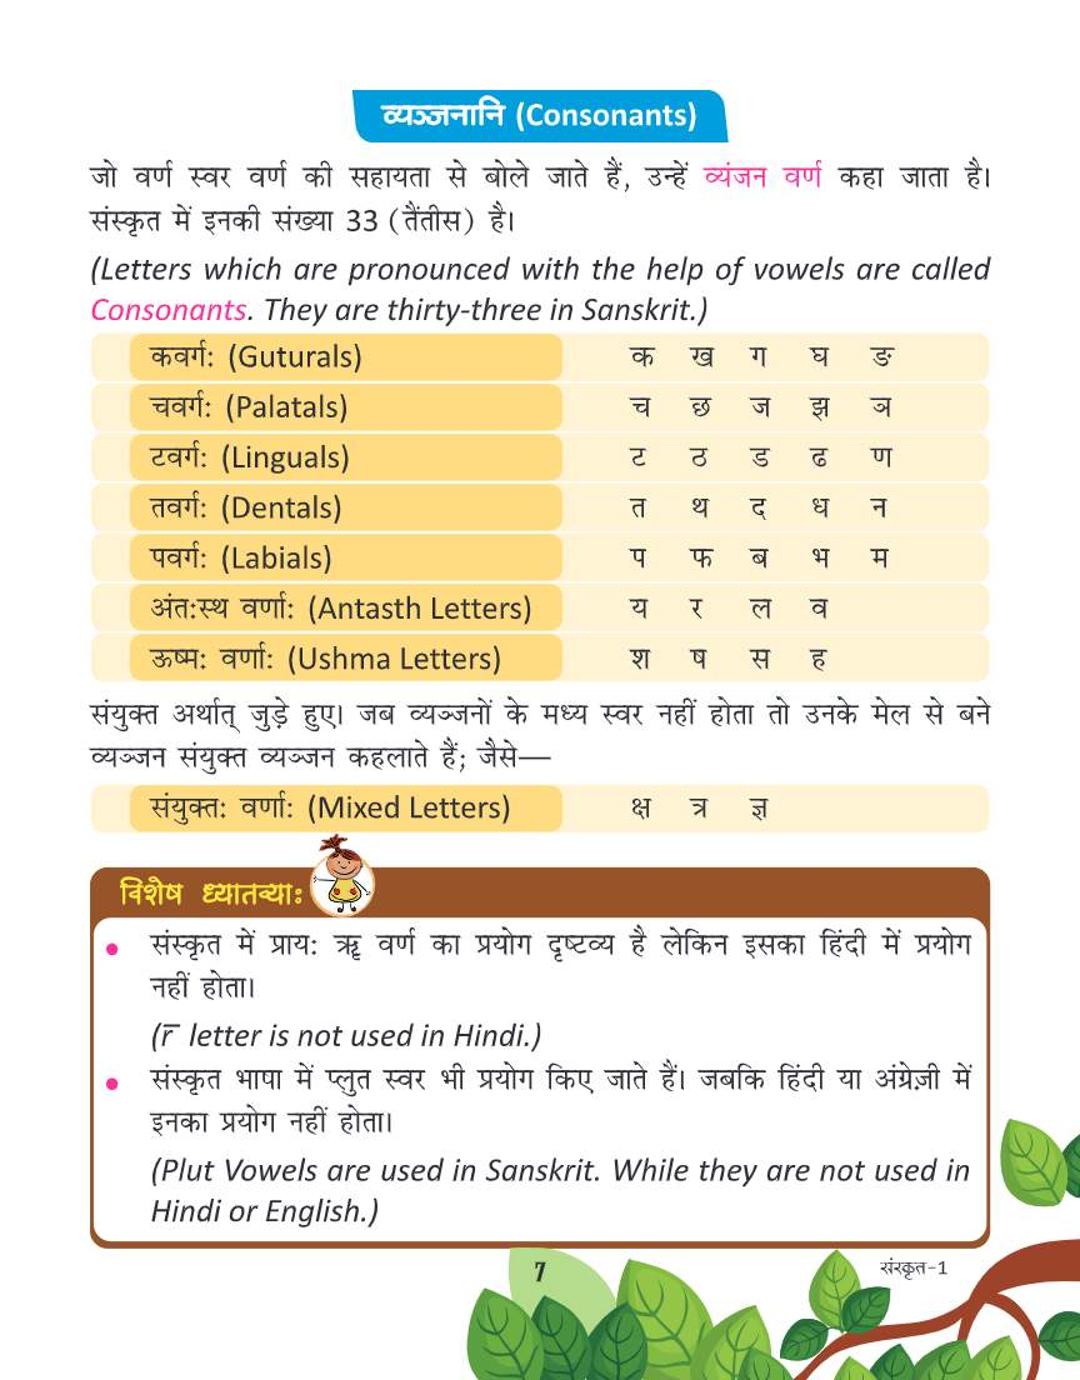 व्यञ्जनानि (Consonants)
जो वर्ण स्वर वर्ण की सहायता से बोले जाते हैं, उन्हें व्यंजन वर्ण कहा जाता है।
संस्कृत में इनकी संख्या 33 (तैंतीस) है।
(Letters which are pronounced with the help of vowels are called
Consonants. They are thirty-three in Sanskrit.)
कवर्ग: (Guturals) क ख ग घ ङ
चवर्ग: (Palatals) च छ ज झ ञ
टवर्ग: (Linguals) ट ठ ड ढ ण
तवर्ग: (Dentals) त थ द ध न
पवर्ग: (Labials) प फ ब भ म
अंत:स्थ वर्णा: (Antasth Letters) य र ल व
ऊष्म: वर्णा: (Ushma Letters) श ष स ह
संयुक्त अर्थात् जुड़े हुए। जब व्यञ्जनों के मध्य स्वर नहीं होता तो उनके मेल से बने
व्यञ्जन संयुक्त व्यञ्जन कहलाते हैं; जैसे—
संयुक्त: वर्णा: (Mixed Letters) क्ष त्र ज्ञ
विशेष ध्यातव्याः
• संस्कृत में प्राय: ॠ वर्ण का प्रयोग दृष्टव्य है लेकिन इसका हिंदी में प्रयोग
नहीं होता।
(r̅ letter is not used in Hindi.)
• संस्कृत भाषा में प्लुत स्वर भी प्रयोग किए जाते हैं। जबकि हिंदी या अंग्रेज़ी में
इनका प्रयोग नहीं होता।
(Plut Vowels are used in Sanskrit. While they are not used in
Hindi or English.)
7
संस्कृत-1